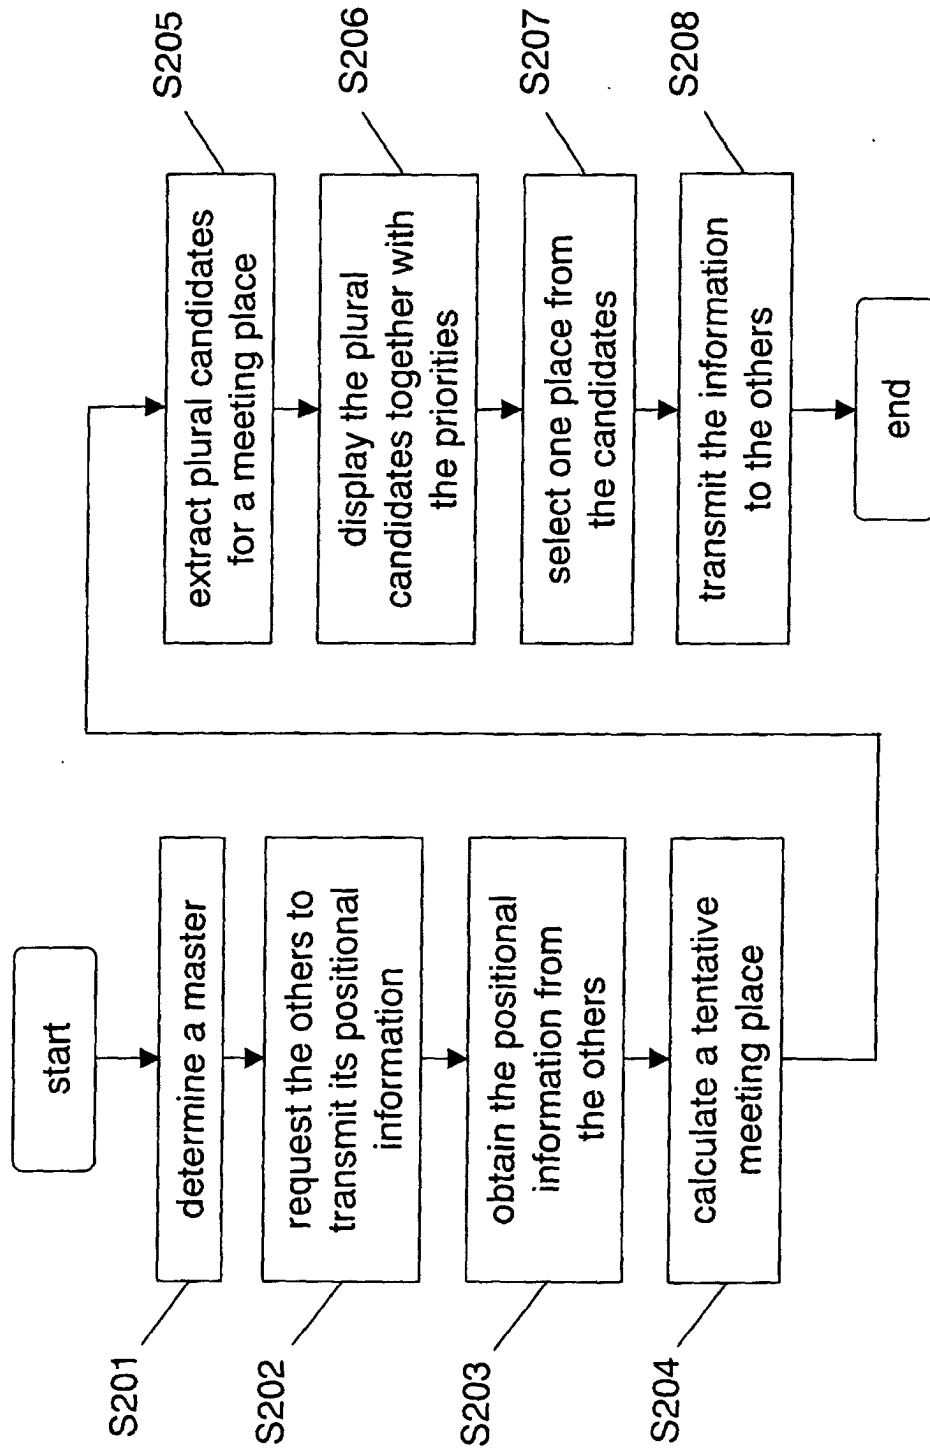 start
S201
determine a master
S202
request the others to
transmit its positional
information
S203
obtain the positional
information from
the others
S204
calculate a tentative
meeting place
S205
extract plural candidates
for a meeting place
S206
display the plural
candidates together with
the priorities
S207
select one place from
the candidates
S208
transmit the information
to the others
end